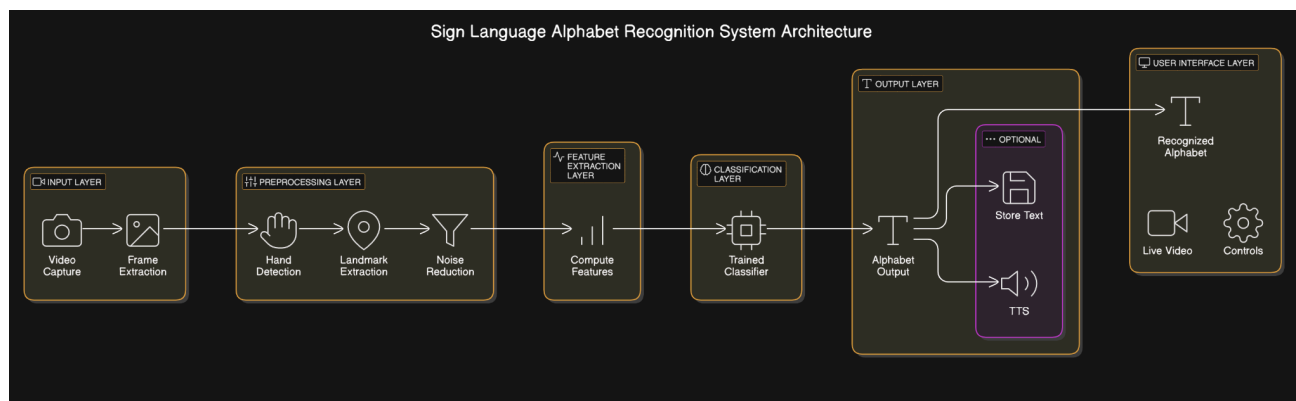 Sign Language Alphabet Recognition System Architecture
USER INTERFACE LAYER
OUTPUT LAYER
Recognized
Alphabet
OPTIONAL
FEATURE
EXTRACTION
LAYER
CLASSIFICATION
LAYER
INPUT LAYER
PREPROCESSING LAYER
Store Text
Live Video
Controls
Video
Capture
Frame
Extraction
Hand
Detection
Landmark
Extraction
Noise
Reduction
Compute
Features
Trained
Classifier
Alphabet
Output
TTS